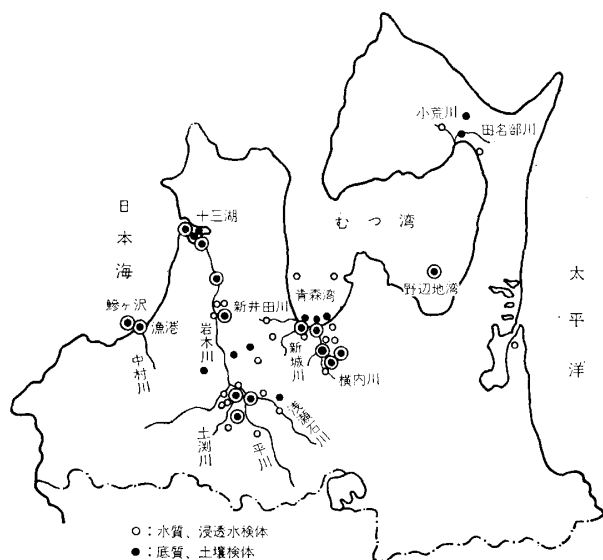 小荒川
田名部川
十三湖
日本海
むつ湾
太平洋
青森湾
野辺地湾
鰺ヶ沢
漁港
新井田川
岩木川
新城川
中村川
横内川
浅瀬石川
土渕川
平川
○：水質、浸透水検体
●：底質、土壌検体